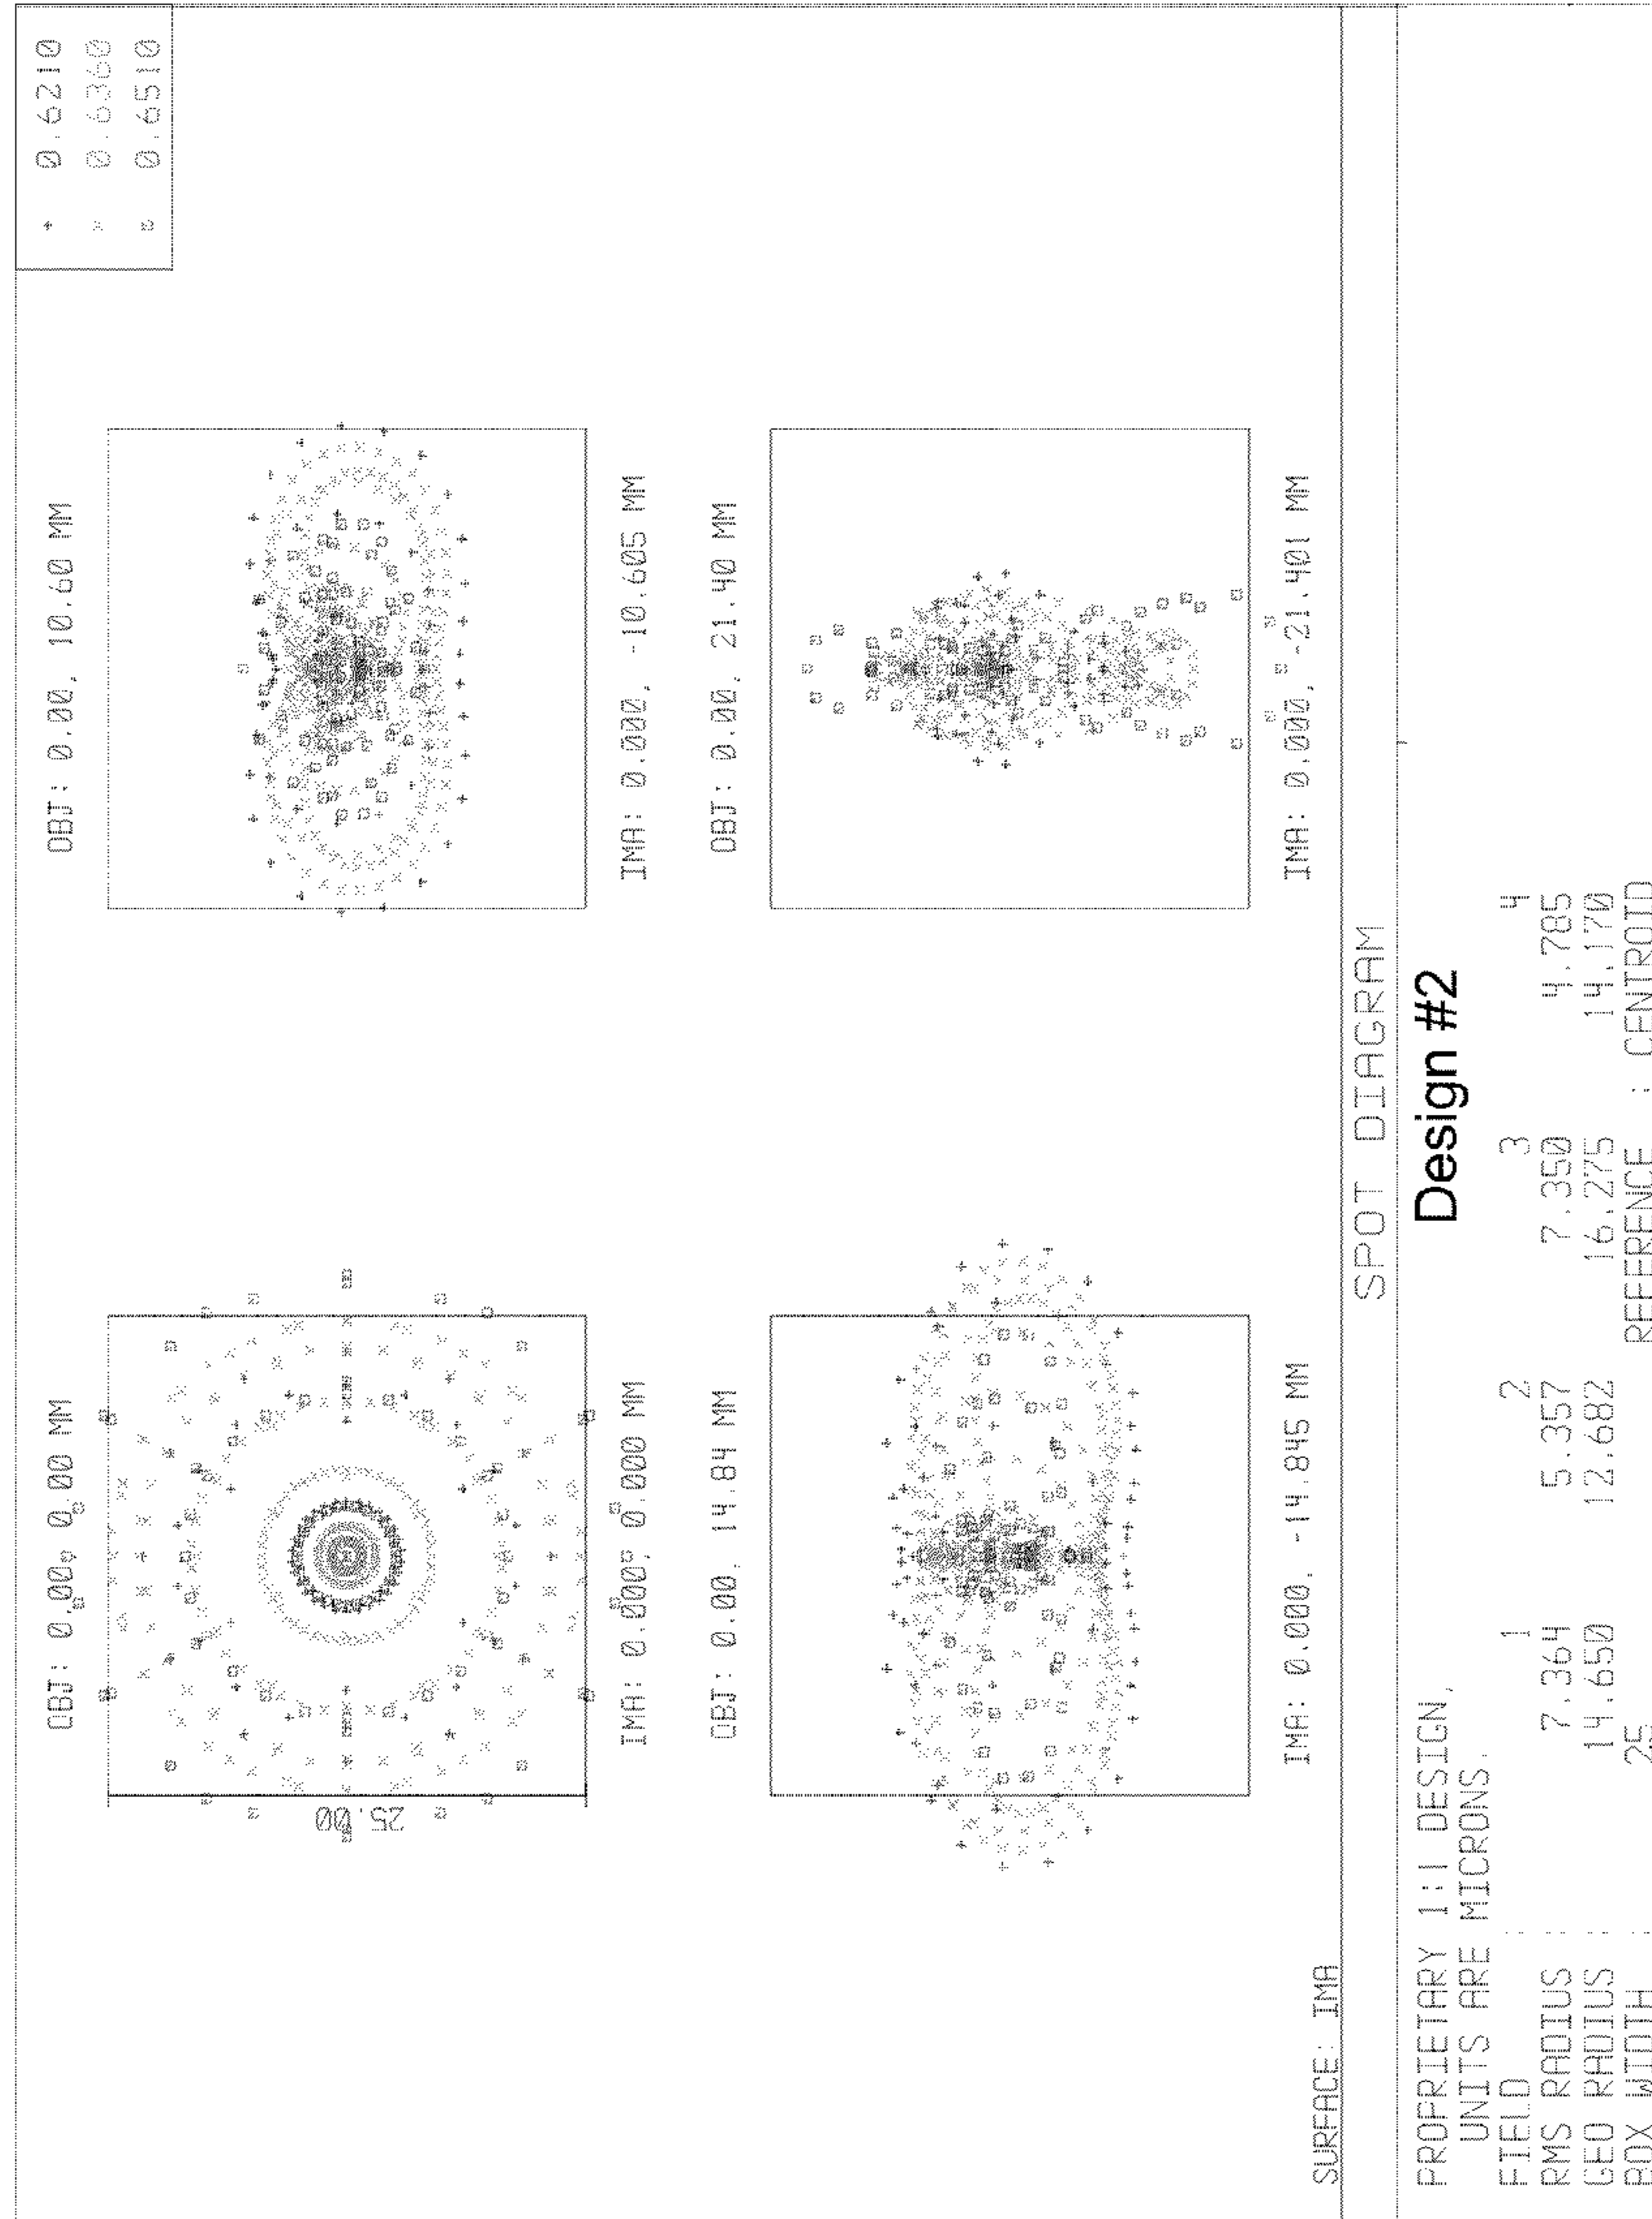 + 0.6210
× 0.6360
□ 0.6510
OBJ: 0.00, 0.00 MM
OBJ: 0.00, 10.60 MM
25.00
IMA: 0.000, 0.000 MM
IMA: 0.000, -10.605 MM
OBJ: 0.00, 14.84 MM
OBJ: 0.00, 21.40 MM
IMA: 0.000, -14.845 MM
IMA: 0.000, -21.401 MM
SURFACE: IMA
SPOT DIAGRAM
PROPRIETARY 1:1 DESIGN, Design #2
UNITS ARE MICRONS.
FIELD : 1 2 3 4
RMS RADIUS : 7.364 5.357 7.350 4.785
GEO RADIUS : 14.650 12.682 16.275 14.170
BOX WIDTH : 25 REFERENCE : CENTROID